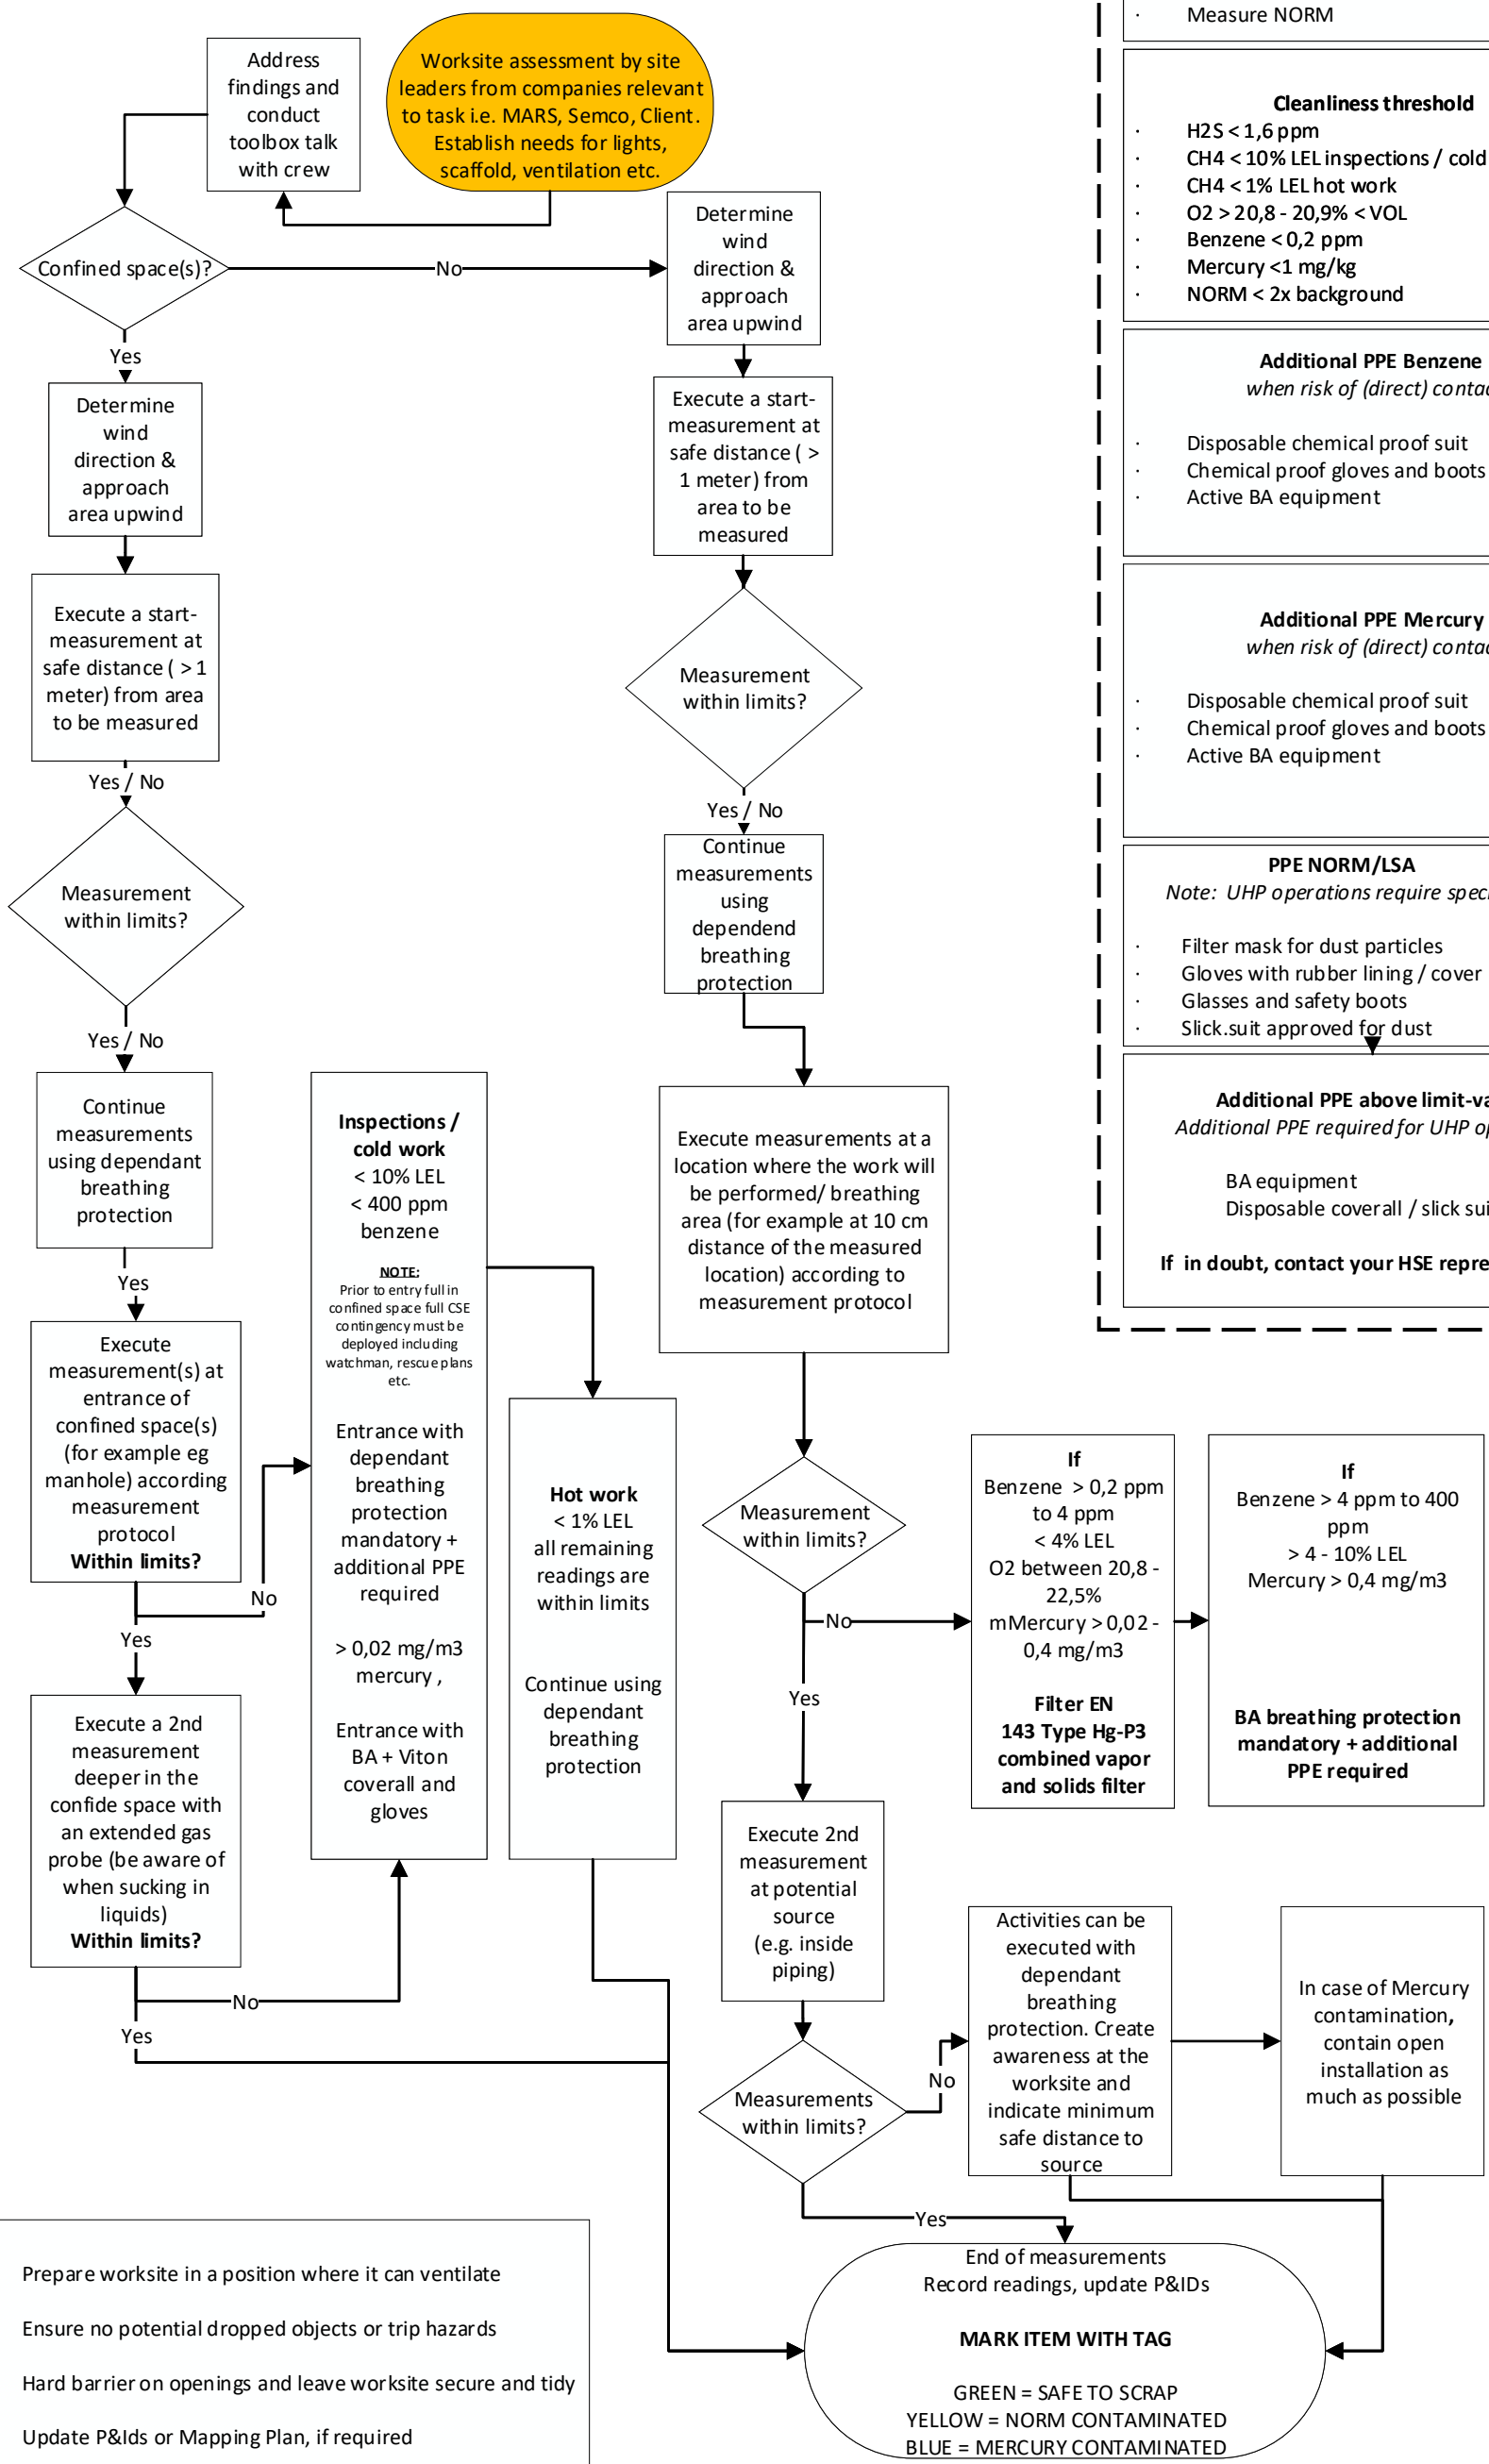 Address
findings and
conduct
toolbox talk
with crew
Worksite assessment by site
leaders from companies relevant
to task i.e. MARS, Semco, Client.
Establish needs for lights,
scaffold, ventilation etc.
Confined space(s)?
No
Yes
Determine
wind
direction &
approach
area upwind
Execute a start-
measurement at
safe distance ( > 1
meter) from area
to be measured
Yes / No
Measurement
within limits?
Yes / No
Continue
measurements
using dependant
breathing
protection
Yes
Execute
measurement(s) at
entrance of
confined space(s)
(for example eg
manhole) according
measurement
protocol
Within limits?
No
Yes
Execute a 2nd
measurement
deeper in the
confide space with
an extended gas
probe (be aware of
when sucking in
liquids)
Within limits?
No
Yes
Inspections /
cold work
< 10% LEL
< 400 ppm
benzene
NOTE:
Prior to entry full in
confined space full CSE
contingency must be
deployed including
watchman, rescue plans
etc.
Entrance with
dependant
breathing
protection
mandatory +
additional PPE
required
> 0,02 mg/m3
mercury ,
Entrance with
BA + Viton
coverall and
gloves
Hot work
< 1% LEL
all remaining
readings are
within limits
Continue using
dependant
breathing
protection
Determine
wind
direction &
approach
area upwind
Execute a start-
measurement at
safe distance ( >
1 meter) from
area to be
measured
Measurement
within limits?
Yes / No
Continue
measurements
using
dependend
breathing
protection
Execute measurements at a
location where the work will
be performed/ breathing
area (for example at 10 cm
distance of the measured
location) according to
measurement protocol
Measurement
within limits?
No
Yes
If
Benzene > 0,2 ppm
to 4 ppm
< 4% LEL
O2 between 20,8 -
22,5%
mMercury > 0,02 -
0,4 mg/m3
Filter EN
143 Type Hg-P3
combined vapor
and solids filter
If
Benzene > 4 ppm to 400
ppm
> 4 - 10% LEL
Mercury > 0,4 mg/m3
BA breathing protection
mandatory + additional
PPE required
Execute 2nd
measurement
at potential
source
(e.g. inside
piping)
Measurements
within limits?
No
Yes
Activities can be
executed with
dependant
breathing
protection. Create
awareness at the
worksite and
indicate minimum
safe distance to
source
In case of Mercury
contamination,
contain open
installation as
much as possible
End of measurements
Record readings, update P&IDs
MARK ITEM WITH TAG
GREEN = SAFE TO SCRAP
YELLOW = NORM CONTAMINATED
BLUE = MERCURY CONTAMINATED
Prepare worksite in a position where it can ventilate
Ensure no potential dropped objects or trip hazards
Hard barrier on openings and leave worksite secure and tidy
Update P&Ids or Mapping Plan, if required
· Measure NORM
Cleanliness threshold
· H2S < 1,6 ppm
· CH4 < 10% LEL inspections / cold
· CH4 < 1% LEL hot work
· O2 > 20,8 - 20,9% < VOL
· Benzene < 0,2 ppm
· Mercury <1 mg/kg
· NORM < 2x background
Additional PPE Benzene
when risk of (direct)
· Disposable chemical proof suit
· Chemical proof gloves and boots
· Active BA equipment
Additional PPE Mercury
when risk of (direct)
· Disposable chemical proof suit
· Chemical proof gloves and boots
· Active BA equipment
PPE NORM/LSA
Note: UHP operations require
· Filter mask for dust particles
· Gloves with rubber lining / cover
· Glasses and safety boots
· Slick.suit approved for dust
Additional PPE above
Additional PPE required for UHP
BA equipment
Disposable coverall / slick
If in doubt, contact your HSE